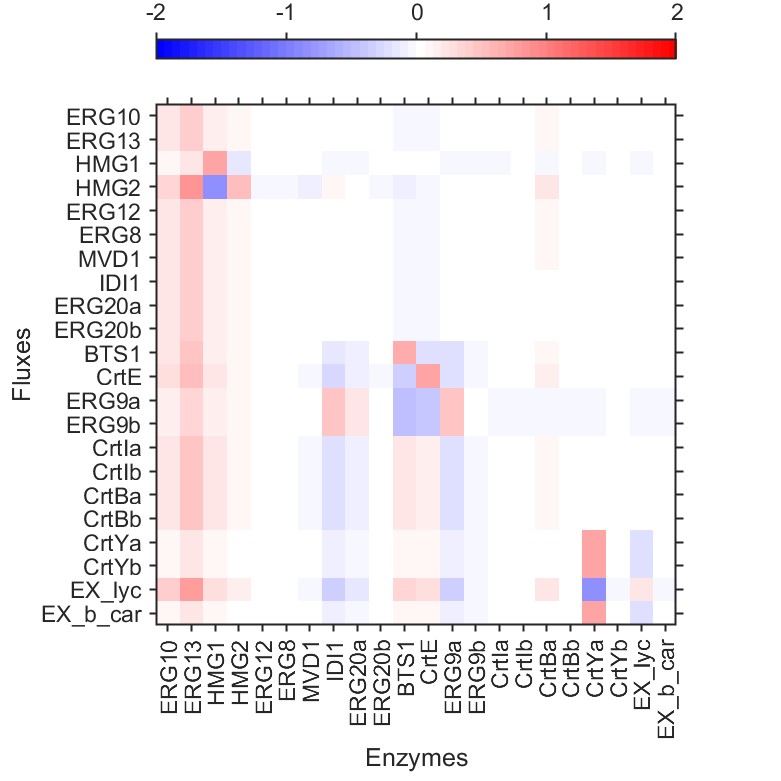 -2 -1 0 1 2
ERG10
ERG13
HMG1
HMG2
ERG12
ERG8
MVD1
IDI1
ERG20a
ERG20b
BTS1
CrtE
ERG9a
ERG9b
CrtIa
CrtIb
CrtBa
CrtBb
CrtYa
CrtYb
EX_lyc
EX_b_car
Fluxes
ERG10
ERG13
HMG1
HMG2
ERG12
ERG8
MVD1
IDI1
ERG20a
ERG20b
BTS1
CrtE
ERG9a
ERG9b
CrtIa
CrtIb
CrtBa
CrtBb
CrtYa
CrtYb
EX_lyc
EX_b_car
Enzymes